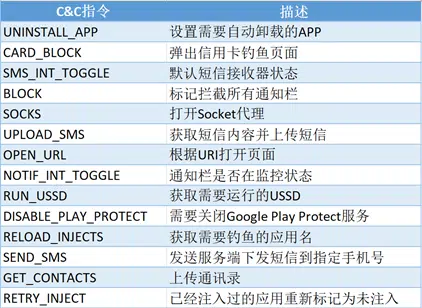 C&C指令 描述
UNINSTALL_APP 设置需要自动卸载的APP
CARD_BLOCK 弹出信用卡钓鱼页面
SMS_INT_TOGGLE 默认短信接收器状态
BLOCK 标记拦截所有通知栏
SOCKS 打开Socket代理
UPLOAD_SMS 获取短信内容并上传短信
OPEN_URL 根据URI打开页面
NOTIF_INT_TOGGLE 通知栏是否在监控状态
RUN_USSD 获取需要运行的USSD
DISABLE_PLAY_PROTECT 需要关闭Google Play Protect服务
RELOAD_INJECTS 获取需要钓鱼的应用名
SEND_SMS 发送服务端下发短信到指定手机号
GET_CONTACTS 上传通讯录
RETRY_INJECT 已经注入过的应用重新标记为未注入